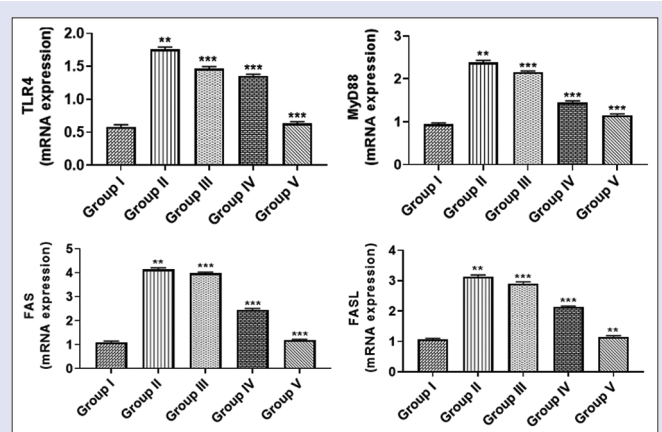 TLR4
(mRNA expression)
2.0
1.5
1.0
0.5
0.0
**
***
***
***
Group I
Group II
Group III
Group IV
Group V
MyD88
(mRNA expression)
3
2
1
0
**
***
***
***
Group I
Group II
Group III
Group IV
Group V
FAS
(mRNA expression)
5
4
3
2
1
0
**
***
***
***
Group I
Group II
Group III
Group IV
Group V
FASL
(mRNA expression)
4
3
2
1
0
**
***
***
**
Group I
Group II
Group III
Group IV
Group V